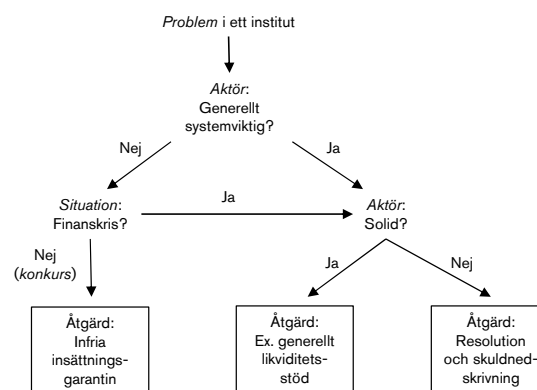 Problem i ett institut
Aktör:
Generellt
systemviktig?
Nej
Ja
Situation:
Finanskris?
Ja
Aktör:
Solid?
Nej
(konkurs)
Ja
Nej
Åtgärd:
Infria
insättnings-
garantin
Åtgärd:
Ex. generellt
likviditets-
stöd
Åtgärd:
Resolution
och skuldned-
skrivning